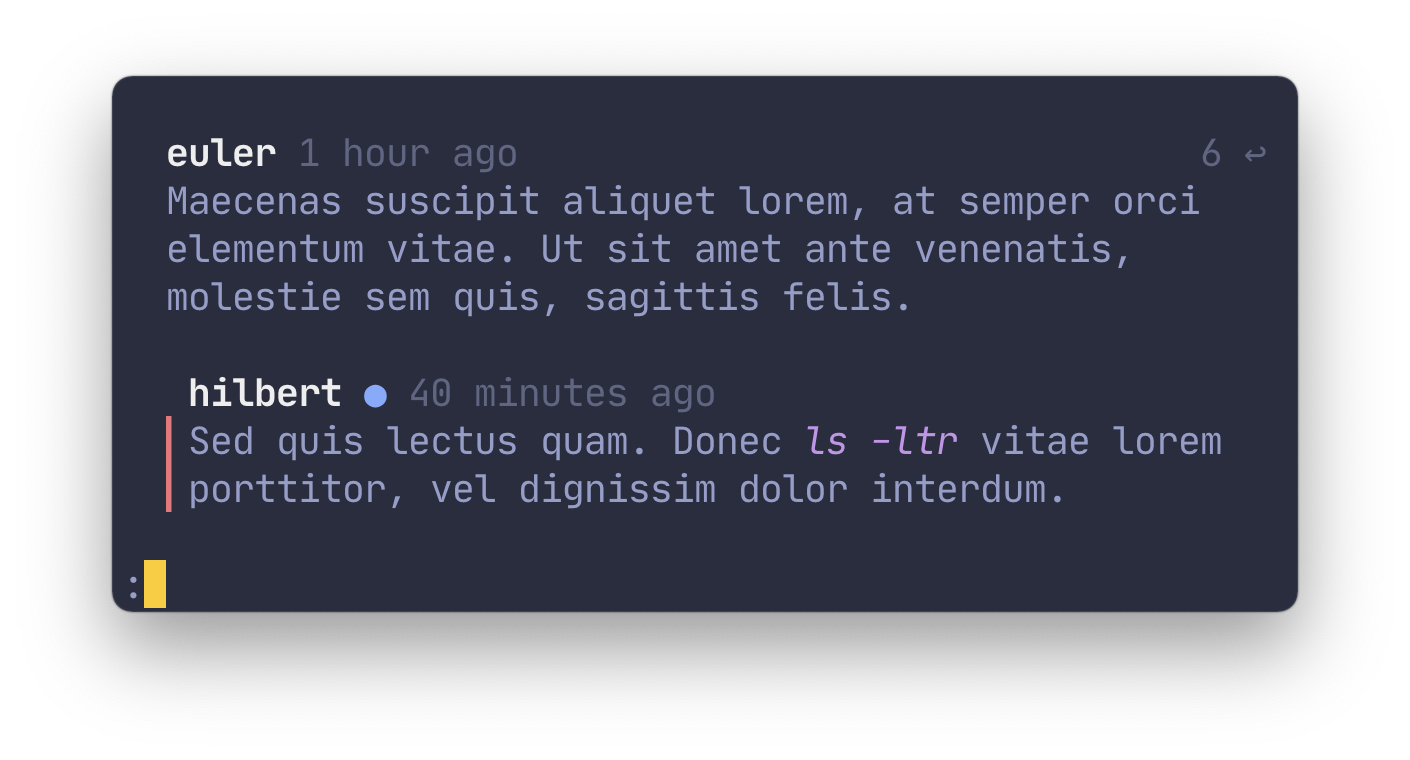 euler 1 hour ago 6 ↩
Maecenas suscipit aliquet lorem, at semper orci
elementum vitae. Ut sit amet ante venenatis,
molestie sem quis, sagittis felis.
hilbert ● 40 minutes ago
Sed quis lectus quam. Donec ls -ltr vitae lorem
porttitor, vel dignissim dolor interdum.
: